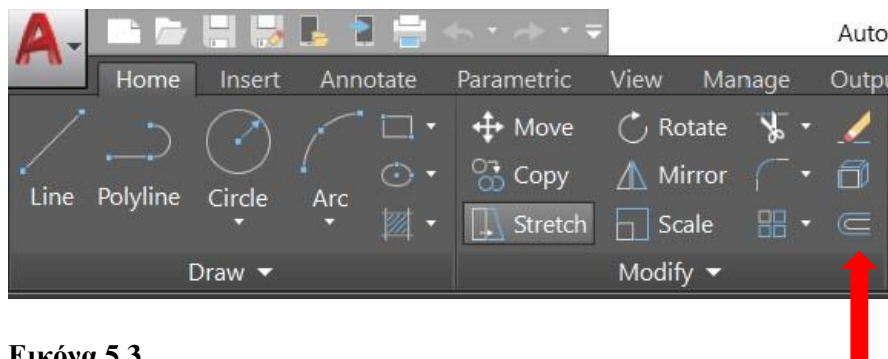 A
Auto
Home Insert Annotate Parametric View Manage Outpu
Move Rotate
Copy Mirror
Line Polyline Circle Arc
Stretch Scale
Draw Modify
Εικόνα 5.3